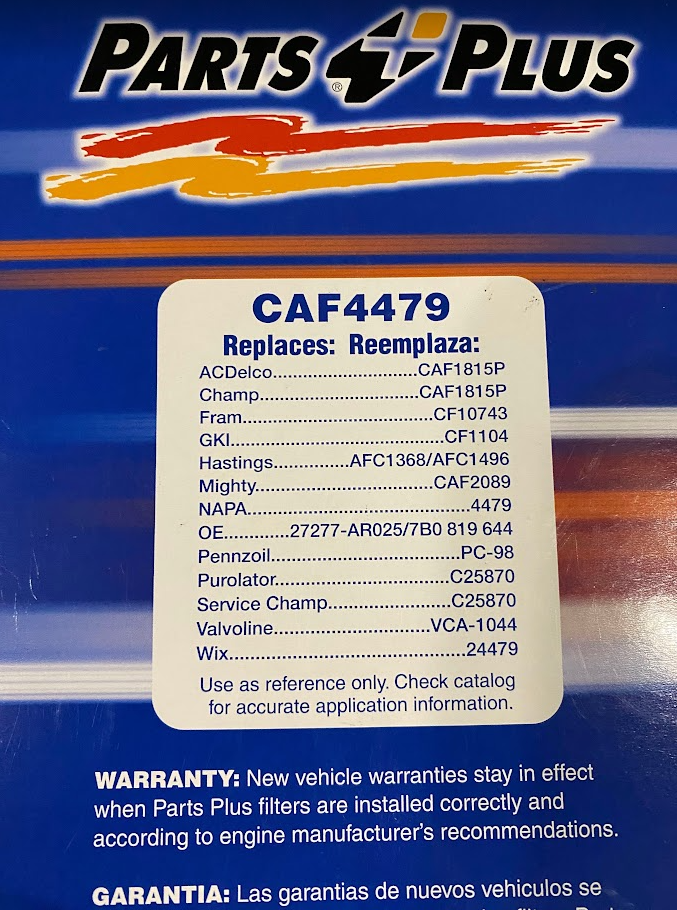 PARTS PLUS
®
CAF4479
Replaces: Reemplaza:
ACDelco............................CAF1815P
Champ..............................CAF1815P
Fram....................................CF10743
GKI........................................CF1104
Hastings..............AFC1368/AFC1496
Mighty.................................CAF2089
NAPA..........................................4479
OE............27277-AR025/7B0 819 644
Pennzoil....................................PC-98
Purolator.................................C25870
Service Champ.......................C25870
Valvoline..............................VCA-1044
Wix.............................................24479
Use as reference only. Check catalog
for accurate application information.
WARRANTY: New vehicle warranties stay in effect
when Parts Plus filters are installed correctly and
according to engine manufacturer's recommendations.
GARANTIA: Las garantias de nuevos vehiculos se